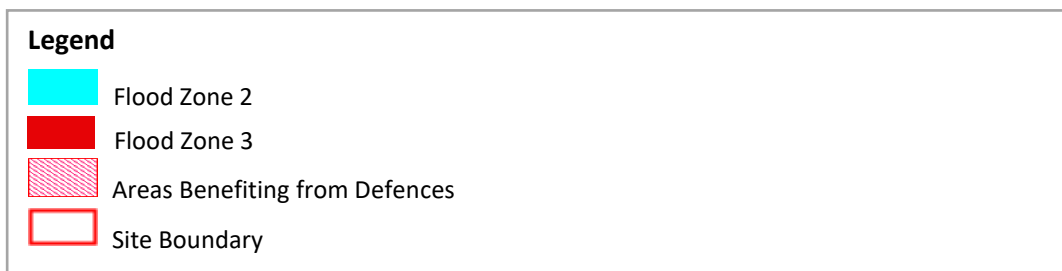 Legend
Flood Zone 2
Flood Zone 3
Areas Benefiting from Defences
Site Boundary